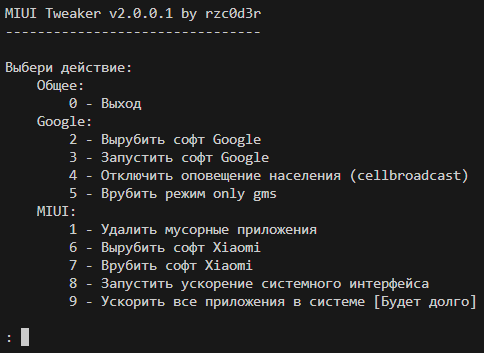 MIUI Tweaker v2.0.0.1 by rzc0d3r
--------------------------------
Выбери действие:
Общее:
0 - Выход
Google:
2 - Вырубить софт Google
3 - Запустить софт Google
4 - Отключить оповещение населения (cellbroadcast)
5 - Врубить режим only gms
MIUI:
1 - Удалить мусорные приложения
6 - Вырубить софт Xiaomi
7 - Врубить софт Xiaomi
8 - Запустить ускорение системного интерфейса
9 - Ускорить все приложения в системе [Будет долго]
: